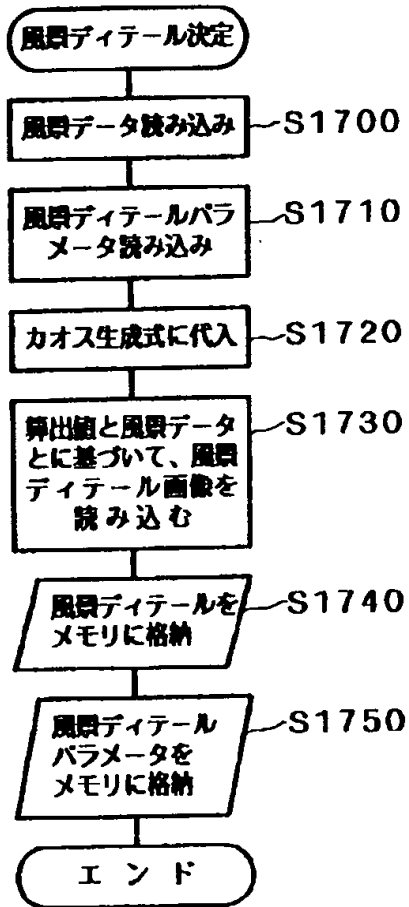 風景ディテール決定
風景データ読み込み
S1700
風景ディテールパラ
メータ読み込み
S1710
カオス生成式に代入
S1720
算出値と風景データ
とに基づいて、風景
ディテール画像を
読み込む
S1730
風景ディテールを
メモリに格納
S1740
風景ディテール
パラメータを
メモリに格納
S1750
エンド